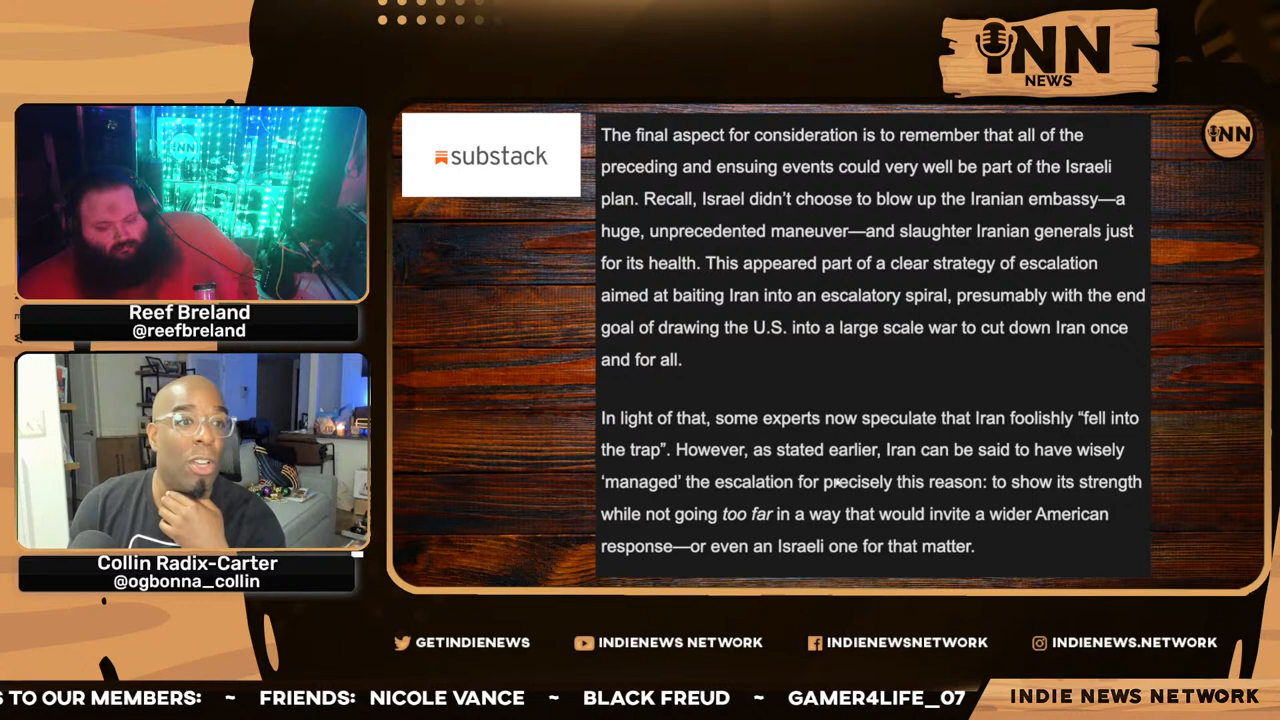 iNN
NEWS
iNN
substack
The final aspect for consideration is to remember that all of the
preceding and ensuing events could very well be part of the Israeli
plan. Recall, Israel didn’t choose to blow up the Iranian embassy—a
huge, unprecedented maneuver—and slaughter Iranian generals just
for its health. This appeared part of a clear strategy of escalation
aimed at baiting Iran into an escalatory spiral, presumably with the end
goal of drawing the U.S. into a large scale war to cut down Iran once
and for all.
In light of that, some experts now speculate that Iran foolishly “fell into
the trap”. However, as stated earlier, Iran can be said to have wisely
‘managed’ the escalation for precisely this reason: to show its strength
while not going too far in a way that would invite a wider American
response—or even an Israeli one for that matter.
Reef Breland
@reefbreland
Collin Radix-Carter
@ogbonna_collin
GETINDIENEWS
INDIENEWS NETWORK
INDIENEWSNETWORK
INDIENEWS.NETWORK
S TO OUR MEMBERS: ~ FRIENDS: NICOLE VANCE ~ BLACK FREUD ~ GAMER4LIFE_07
INDIE NEWS NETWORK